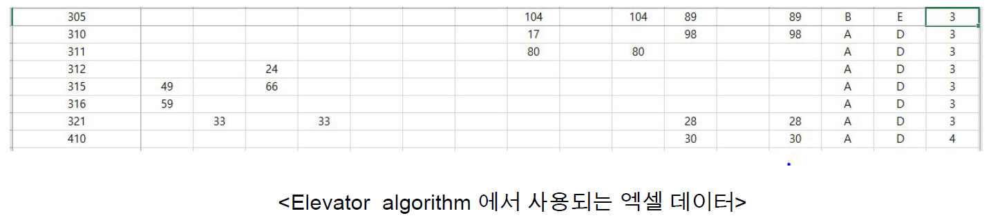 305 104 104 89 89 B E 3
310 17 98 98 A D 3
311 80 80 A D 3
312 24 A D 3
315 49 66 A D 3
316 59 A D 3
321 33 33 28 28 A D 3
410 30 30 A D 4
<Elevator algorithm 에서 사용되는 엑셀 데이터>